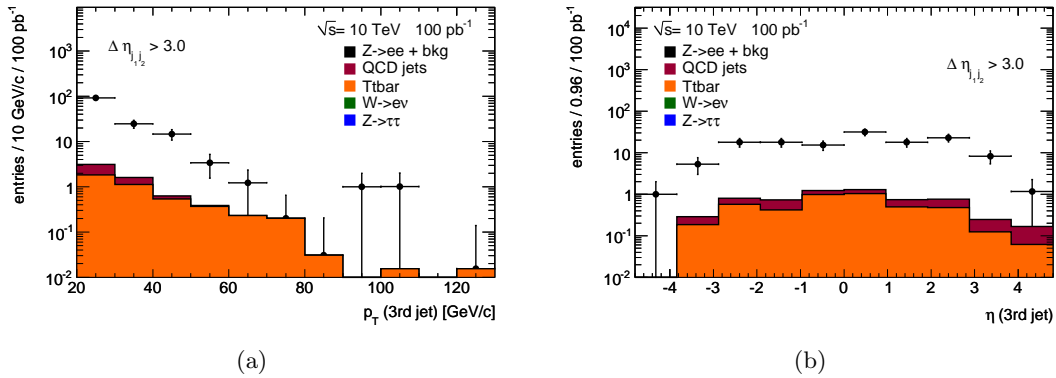 entries / 10 GeV/c / 100 pb⁻¹
10³
10²
10
1
10⁻¹
10⁻²
Δ η_{j₁j₂} > 3.0
√s= 10 TeV 100 pb⁻¹
Z->ee + bkg
QCD jets
Ttbar
W->eν
Z->ττ
20 40 60 80 100 120
p_T (3rd jet) [GeV/c]
(a)
entries / 0.96 / 100 pb⁻¹
10⁴
10³
10²
10
1
10⁻¹
10⁻²
√s= 10 TeV 100 pb⁻¹
Z->ee + bkg
QCD jets
Ttbar
W->eν
Z->ττ
Δ η_{j₁j₂} > 3.0
-4 -3 -2 -1 0 1 2 3 4
η (3rd jet)
(b)